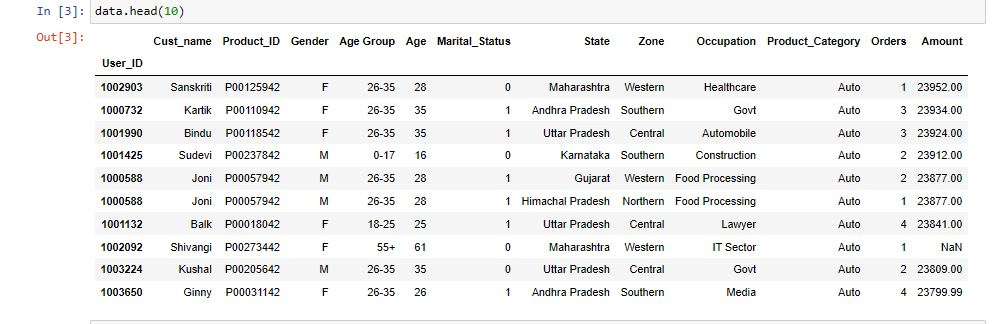 In [3]: data.head(10)
Out[3]:
Cust_name Product_ID Gender Age Group Age Marital_Status State Zone Occupation Product_Category Orders Amount
User_ID
1002903 Sanskriti P00125942 F 26-35 28 0 Maharashtra Western Healthcare Auto 1 23952.00
1000732 Kartik P00110942 F 26-35 35 1 Andhra Pradesh Southern Govt Auto 3 23934.00
1001990 Bindu P00118542 F 26-35 35 1 Uttar Pradesh Central Automobile Auto 3 23924.00
1001425 Sudevi P00237842 M 0-17 16 0 Karnataka Southern Construction Auto 2 23912.00
1000588 Joni P00057942 M 26-35 28 1 Gujarat Western Food Processing Auto 2 23877.00
1000588 Joni P00057942 M 26-35 28 1 Himachal Pradesh Northern Food Processing Auto 1 23877.00
1001132 Balk P00018042 F 18-25 25 1 Uttar Pradesh Central Lawyer Auto 4 23841.00
1002092 Shivangi P00273442 F 55+ 61 0 Maharashtra Western IT Sector Auto 1 NaN
1003224 Kushal P00205642 M 26-35 35 0 Uttar Pradesh Central Govt Auto 2 23809.00
1003650 Ginny P00031142 F 26-35 26 1 Andhra Pradesh Southern Media Auto 4 23799.99